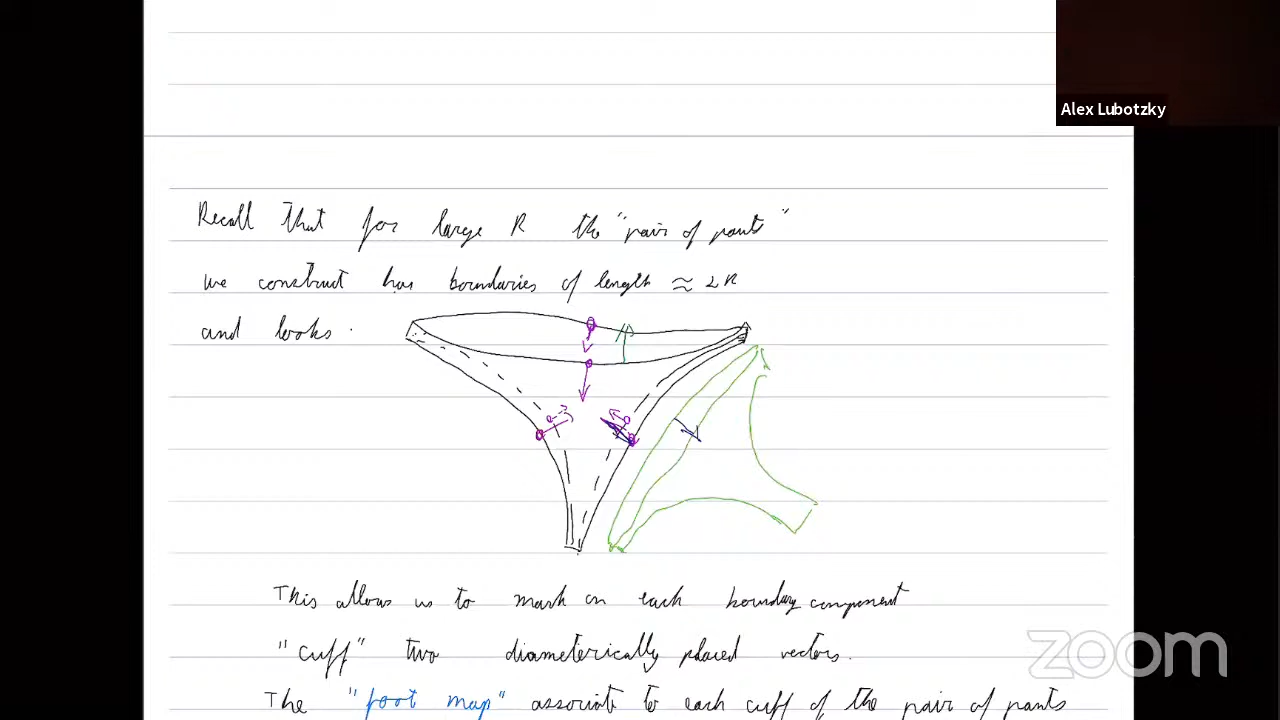 Alex Lubotzky
Recall that for large R the "pair of pants"
we construct has boundaries of length ≈ 2R
and looks.
This allows us to mark on each boundary component
"cuff" two diameterically placed vectors.
The "foot map" associate to each cuff of the pair of pants
zoom